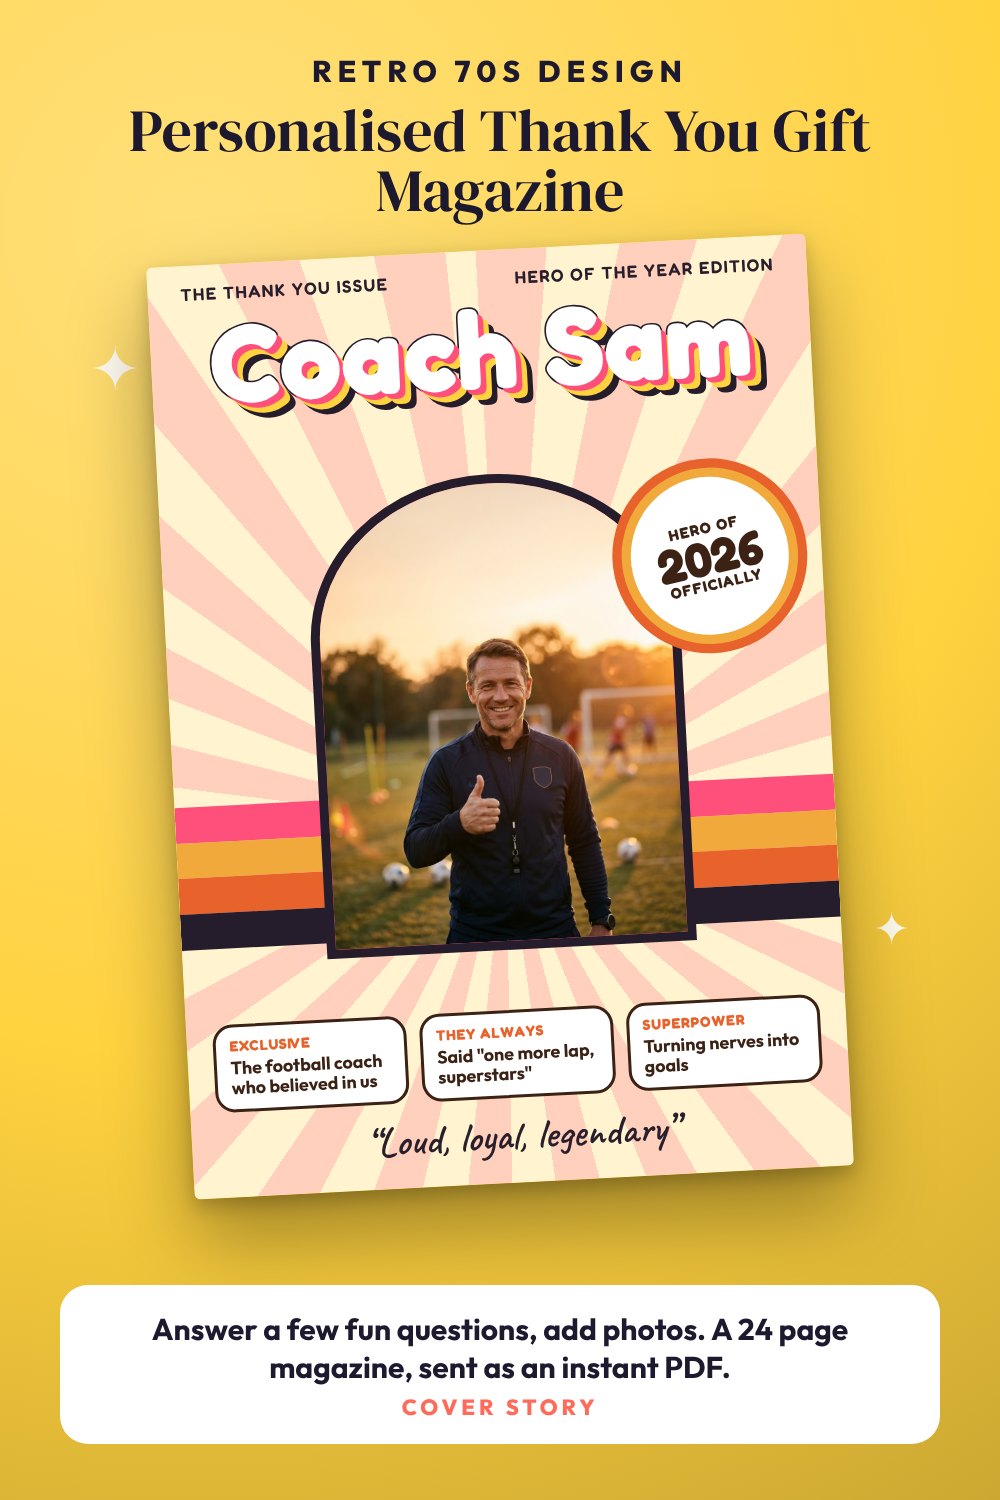 RETRO 70S DESIGN
Personalised Thank You Gift
Magazine
THE THANK YOU ISSUE
HERO OF THE YEAR EDITION
Coach Sam
HERO OF
2026
OFFICIALLY
EXCLUSIVE
The football coach
who believed in us
THEY ALWAYS
Said "one more lap,
superstars"
SUPERPOWER
Turning nerves into
goals
“Loud, loyal, legendary”
Answer a few fun questions, add photos. A 24 page
magazine, sent as an instant PDF.
COVER STORY